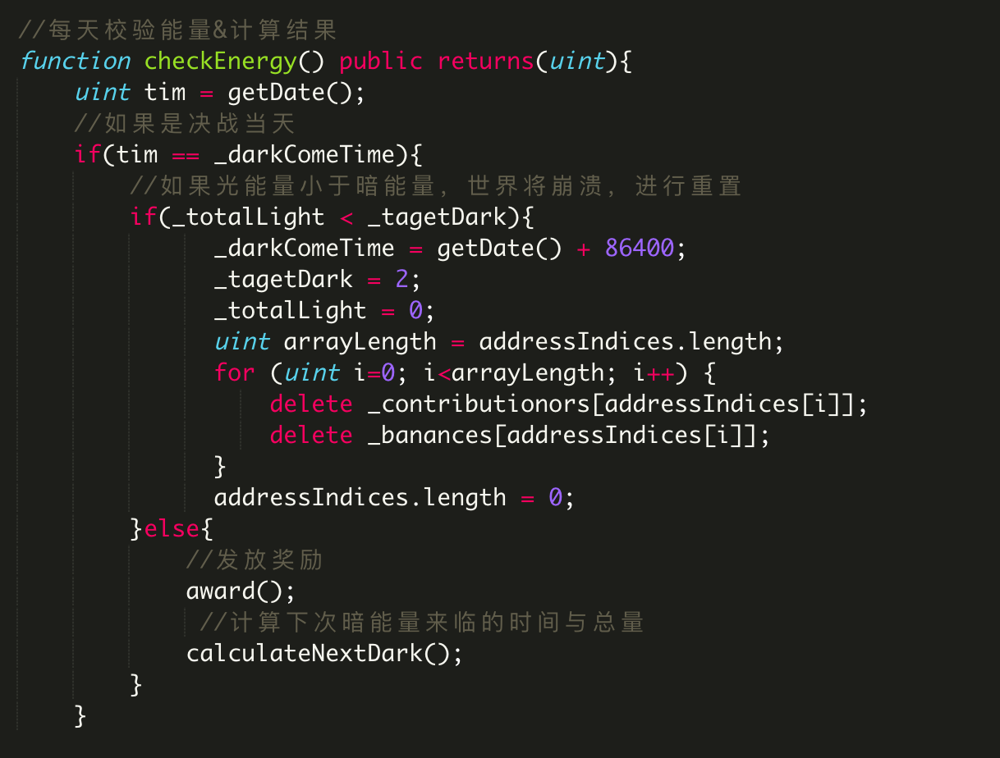 //每天校验能量&计算结果
function checkEnergy() public returns(uint){
    uint tim = getDate();
    //如果是决战当天
    if(tim == _darkComeTime){
        //如果光能量小于暗能量, 世界将崩溃, 进行重置
        if(_totalLight < _tagetDark){
              _darkComeTime = getDate() + 86400;
              _tagetDark = 2;
              _totalLight = 0;
              uint arrayLength = addressIndices.length;
              for (uint i=0; i<arrayLength; i++) {
                  delete _contributionors[addressIndices[i]];
                  delete _banances[addressIndices[i]];
              }
              addressIndices.length = 0;
        }else{
            //发放奖励
            award();
             //计算下次暗能量来临的时间与总量
            calculateNextDark();
        }
    }